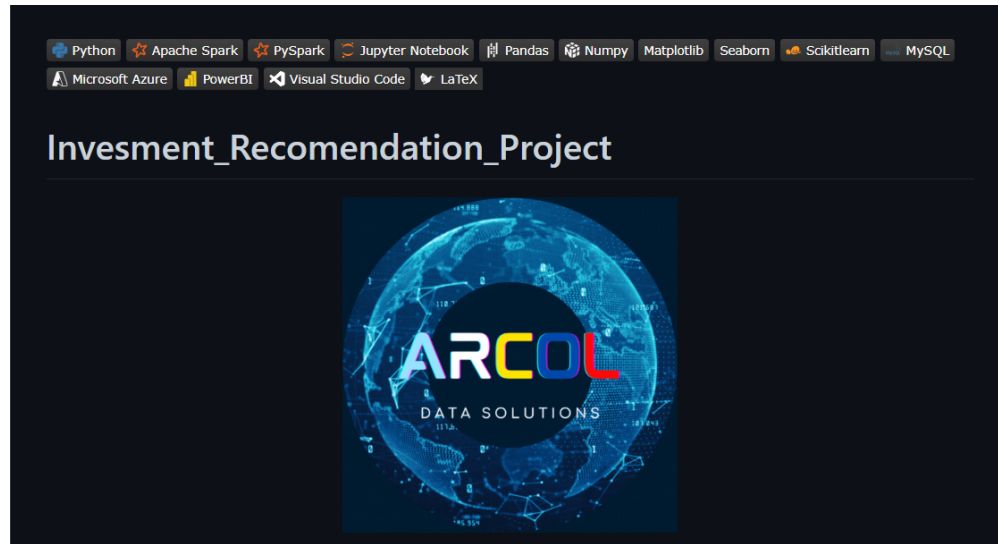 Python Apache Spark PySpark Jupyter Notebook Pandas Numpy Matplotlib Seaborn Scikitlearn MySQL
Microsoft Azure PowerBI Visual Studio Code LaTeX
Invesment_Recomendation_Project
ARCOL
DATA SOLUTIONS